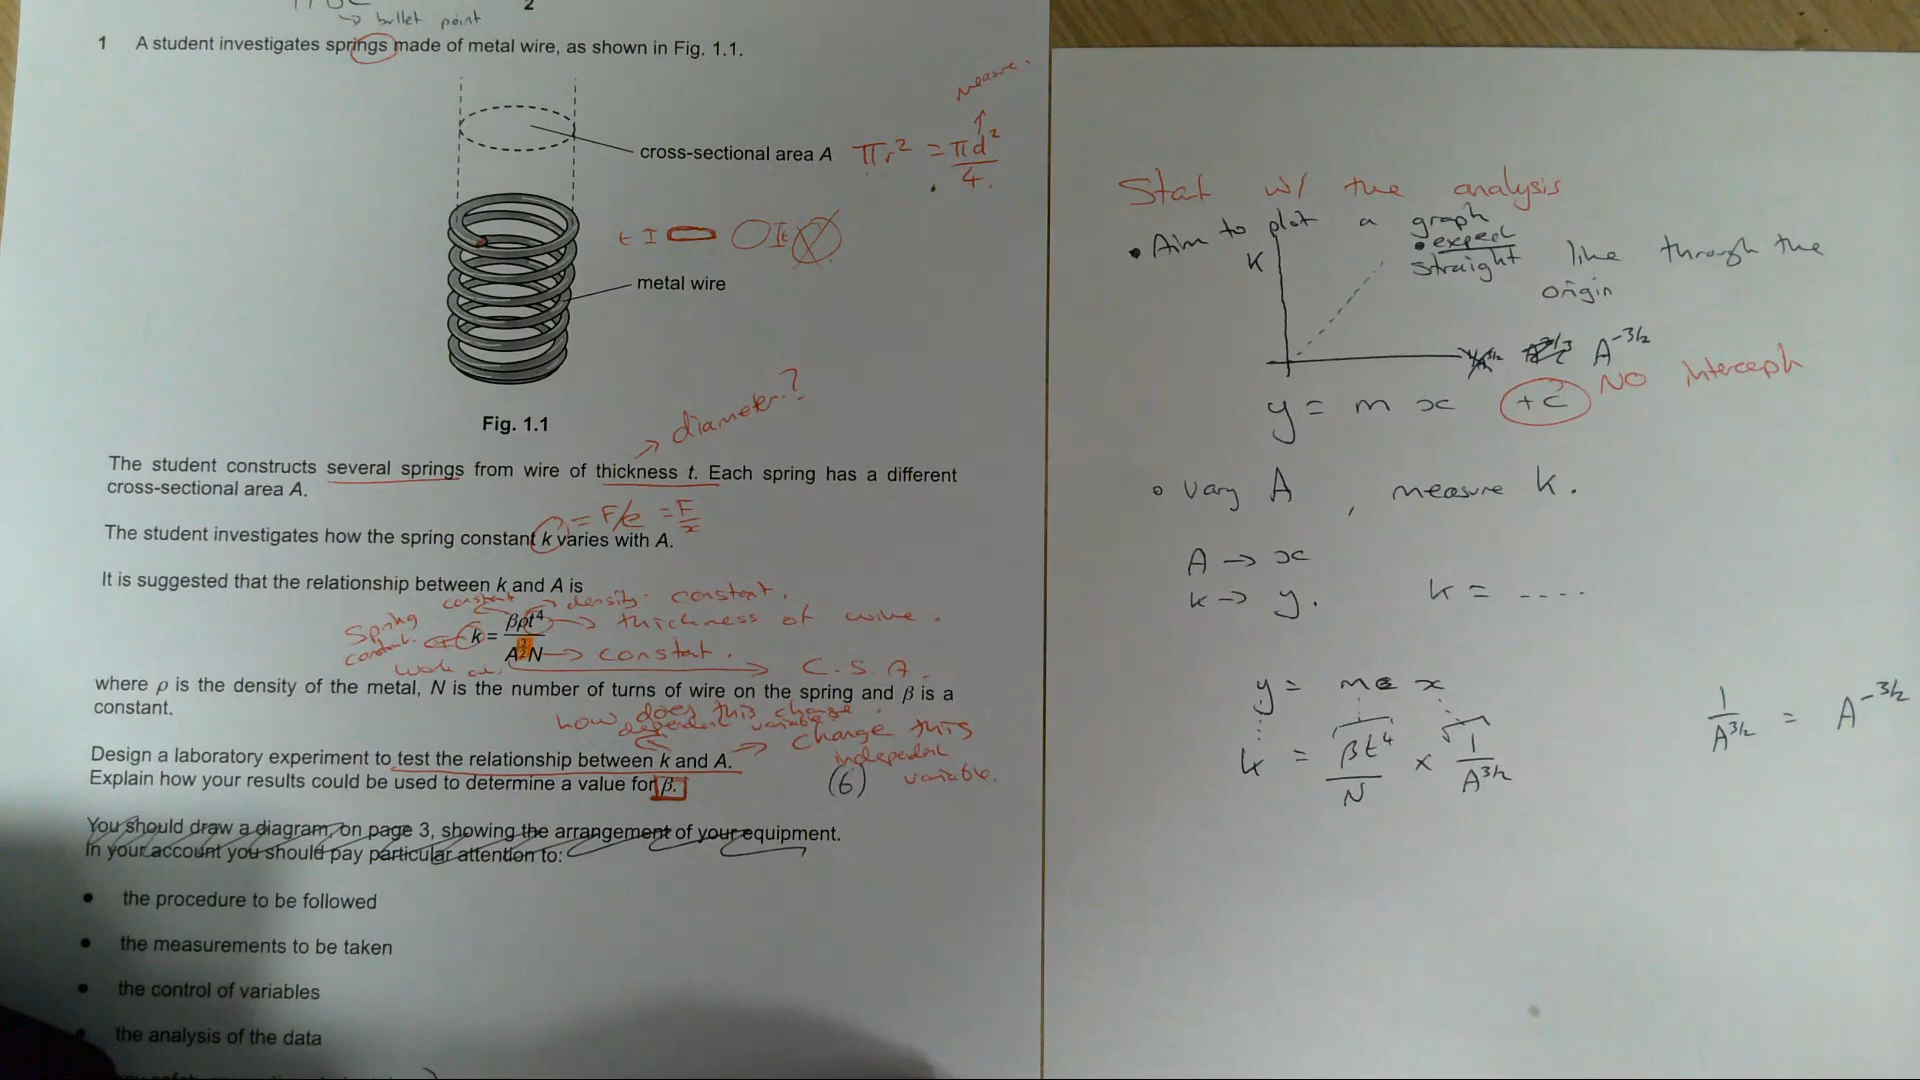 → bullet point
2
1 A student investigates springs made of metal wire, as shown in Fig. 1.1.
measure.
cross-sectional area A πr² = πd²/4.
t I
metal wire
Fig. 1.1
→ diameter?
The student constructs several springs from wire of thickness t. Each spring has a different
cross-sectional area A.
= F/e = F/x
The student investigates how the spring constant k varies with A.
It is suggested that the relationship between k and A is
constant → density. constant.
Spring constant. ← k = βρt⁴ / A^3/2 N → thickness of wire.
→ constant.
→ C.S.A.
where ρ is the density of the metal, N is the number of turns of wire on the spring and β is a
constant.
how does this change.
dependent variable
Design a laboratory experiment to test the relationship between k and A. → change this
independent variable.
Explain how your results could be used to determine a value for β. (6)
You should draw a diagram, on page 3, showing the arrangement of your equipment.
In your account you should pay particular attention to:
• the procedure to be followed
• the measurements to be taken
• the control of variables
• the analysis of the data
Start w/ the analysis
• Aim to plot a graph
• expect
straight line through the
origin
K
A^-3/2
y = m x + c NO intercept
• Vary A, measure k.
A → x
k → y. k = ....
y = m x
k = βt⁴/N × 1/A^3/2
1/A^3/2 = A^-3/2